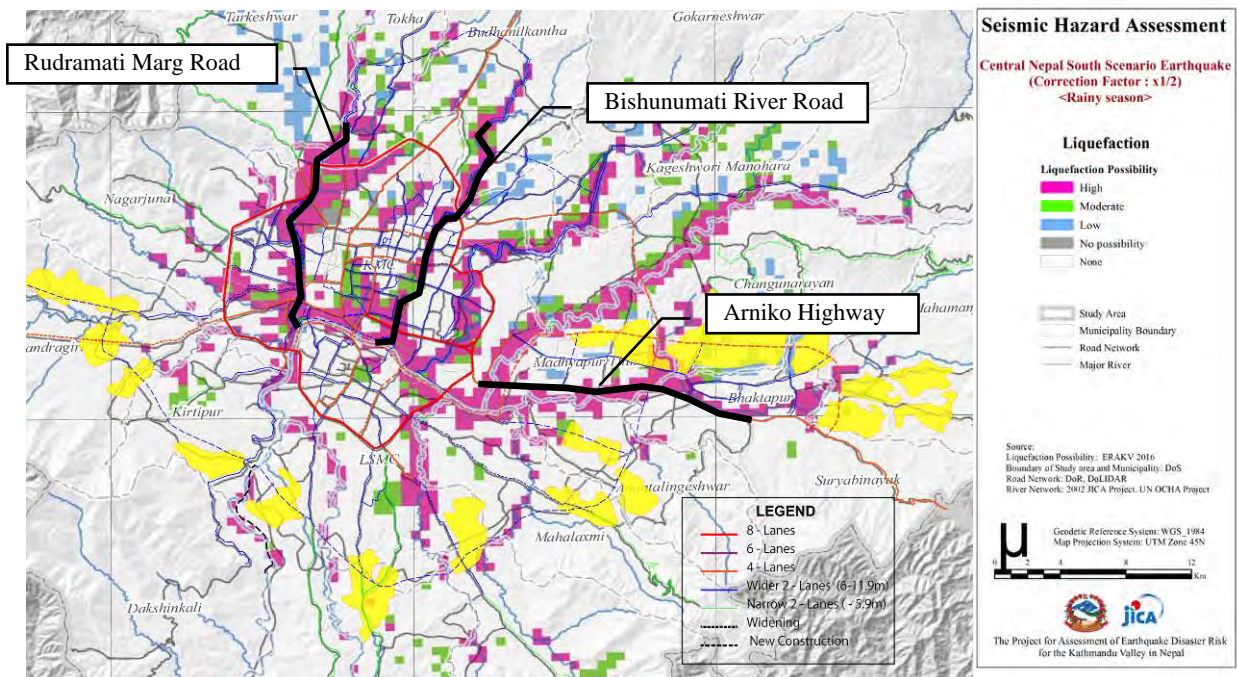 Tarkeshwar
Tokha
Gokarneshwar
Budhanilkantha
Rudramati Marg Road
Bishunumati River Road
Kageshwori Manohara
Nagarjuna
KMC
Changunarayan
Arniko Highway
Madhyapur
Bhaktapur
Kirtipur
LSMC
Suryabinayak
Mahalaxmi
Dakshinkali
LEGEND
8 - Lanes
6 - Lanes
4 - Lanes
Wider 2 - Lanes (6-11.9m)
Narrow 2 - Lanes ( - 5.9m)
Widening
New Construction
Seismic Hazard Assessment
Central Nepal South Scenario Earthquake
(Correction Factor : x1/2)
<Rainy season>
Liquefaction
Liquefaction Possibility
High
Moderate
Low
No possibility
None
Study Area
Municipality Boundary
Road Network
Major River
Source:
Liquefaction Possibility: ERAKV 2016
Boundary of Study area and Municipality: DoS
Road Network: DoR, DoLIDAR
River Network: 2002 JICA Project, UN OCHA Project
µ
Geodetic Reference System: WGS_1984
Map Projection System: UTM Zone 45N
0 1 2 4 8 12
Km
jICA
The Project for Assessment of Earthquake Disaster Risk
for the Kathmandu Valley in Nepal